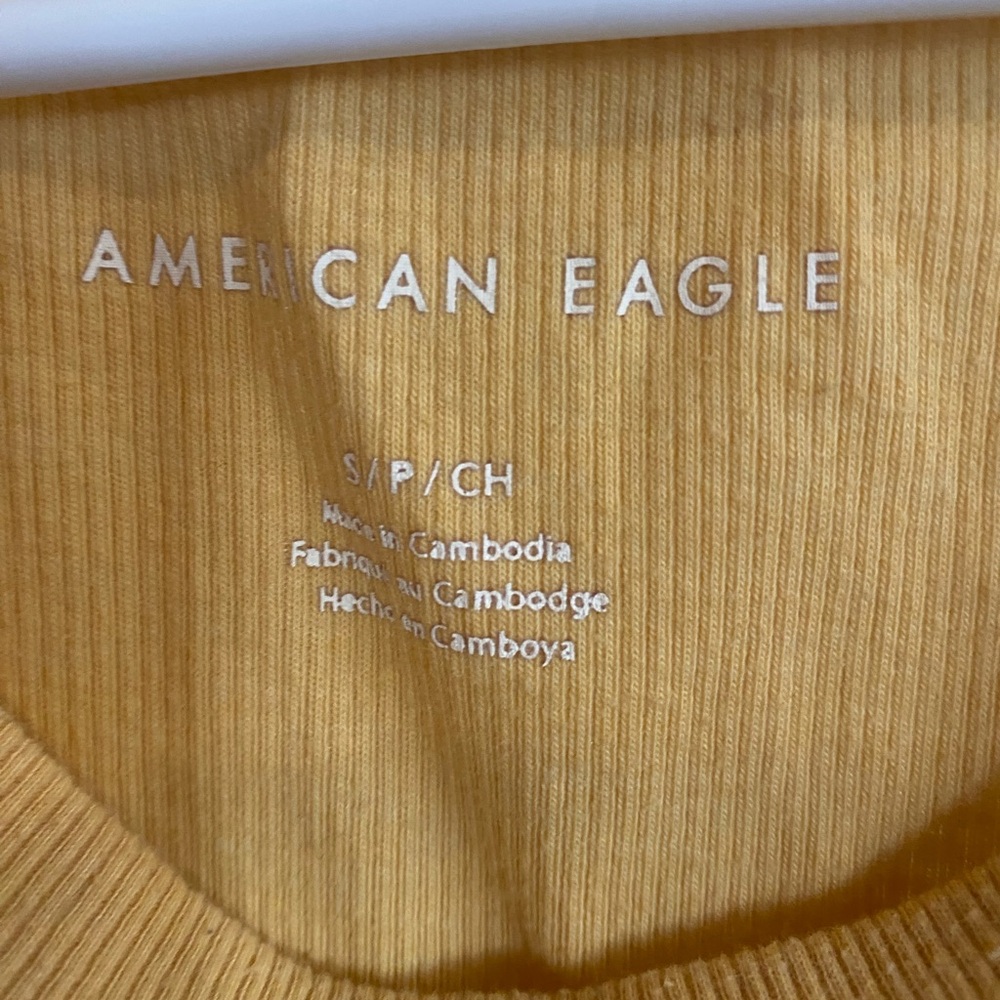 AMERICAN EAGLE
S/P/CH
Made in Cambodia
Fabriqué au Cambodge
Hecho en Camboya